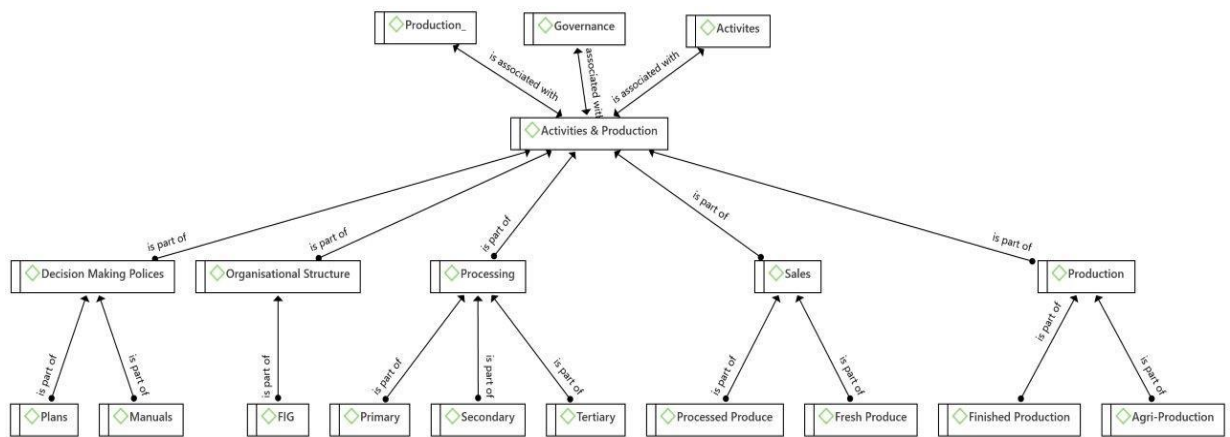 Production_
Governance
Activites
is associated with
associated with
is associated with
Activities & Production
is part of
is part of
is part of
is part of
is part of
Decision Making Polices
Organisational Structure
Processing
Sales
Production
is part of
is part of
is part of
is part of
is part of
is part of
is part of
is part of
is part of
is part of
Plans
Manuals
FIG
Primary
Secondary
Tertiary
Processed Produce
Fresh Produce
Finished Production
Agri-Production